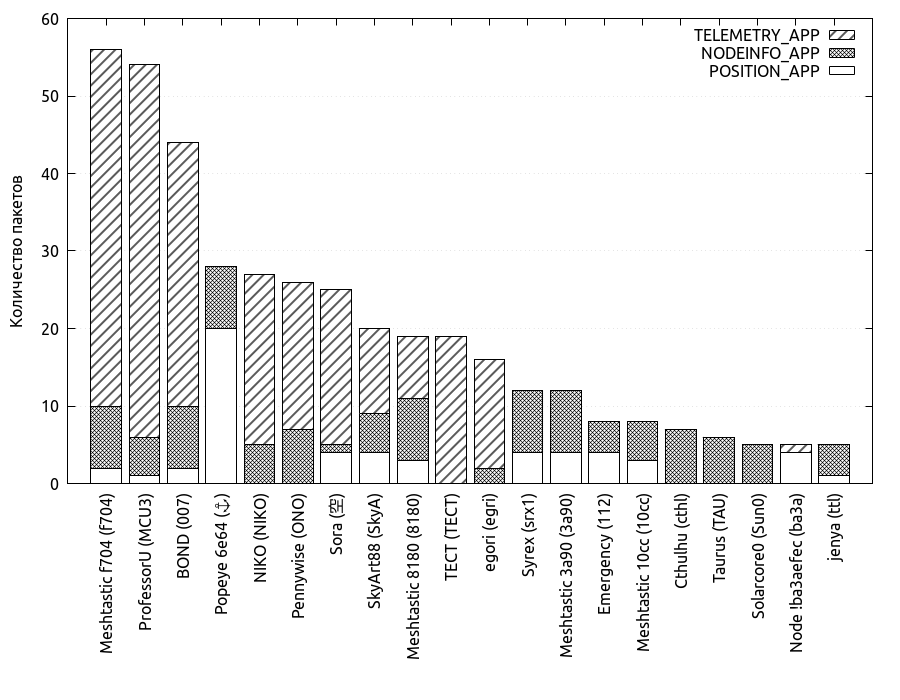 TELEMETRY_APP
NODEINFO_APP
POSITION_APP
60
50
40
30
20
10
0
Количество пакетов
Meshtastic f704 (f704)
ProfessorU (MCU3)
BOND (007)
Popeye 6e64 (⚓)
NIKO (NIKO)
Pennywise (ONO)
Sora (空)
SkyArt88 (SkyA)
Meshtastic 8180 (8180)
ТЕСТ (ТЕСТ)
egori (egri)
Syrex (srx1)
Meshtastic 3a90 (3a90)
Emergency (112)
Meshtastic 10cc (10cc)
Cthulhu (cthl)
Taurus (TAU)
Solarcore0 (Sun0)
Node !ba3aefec (ba3a)
jenya (ttl)